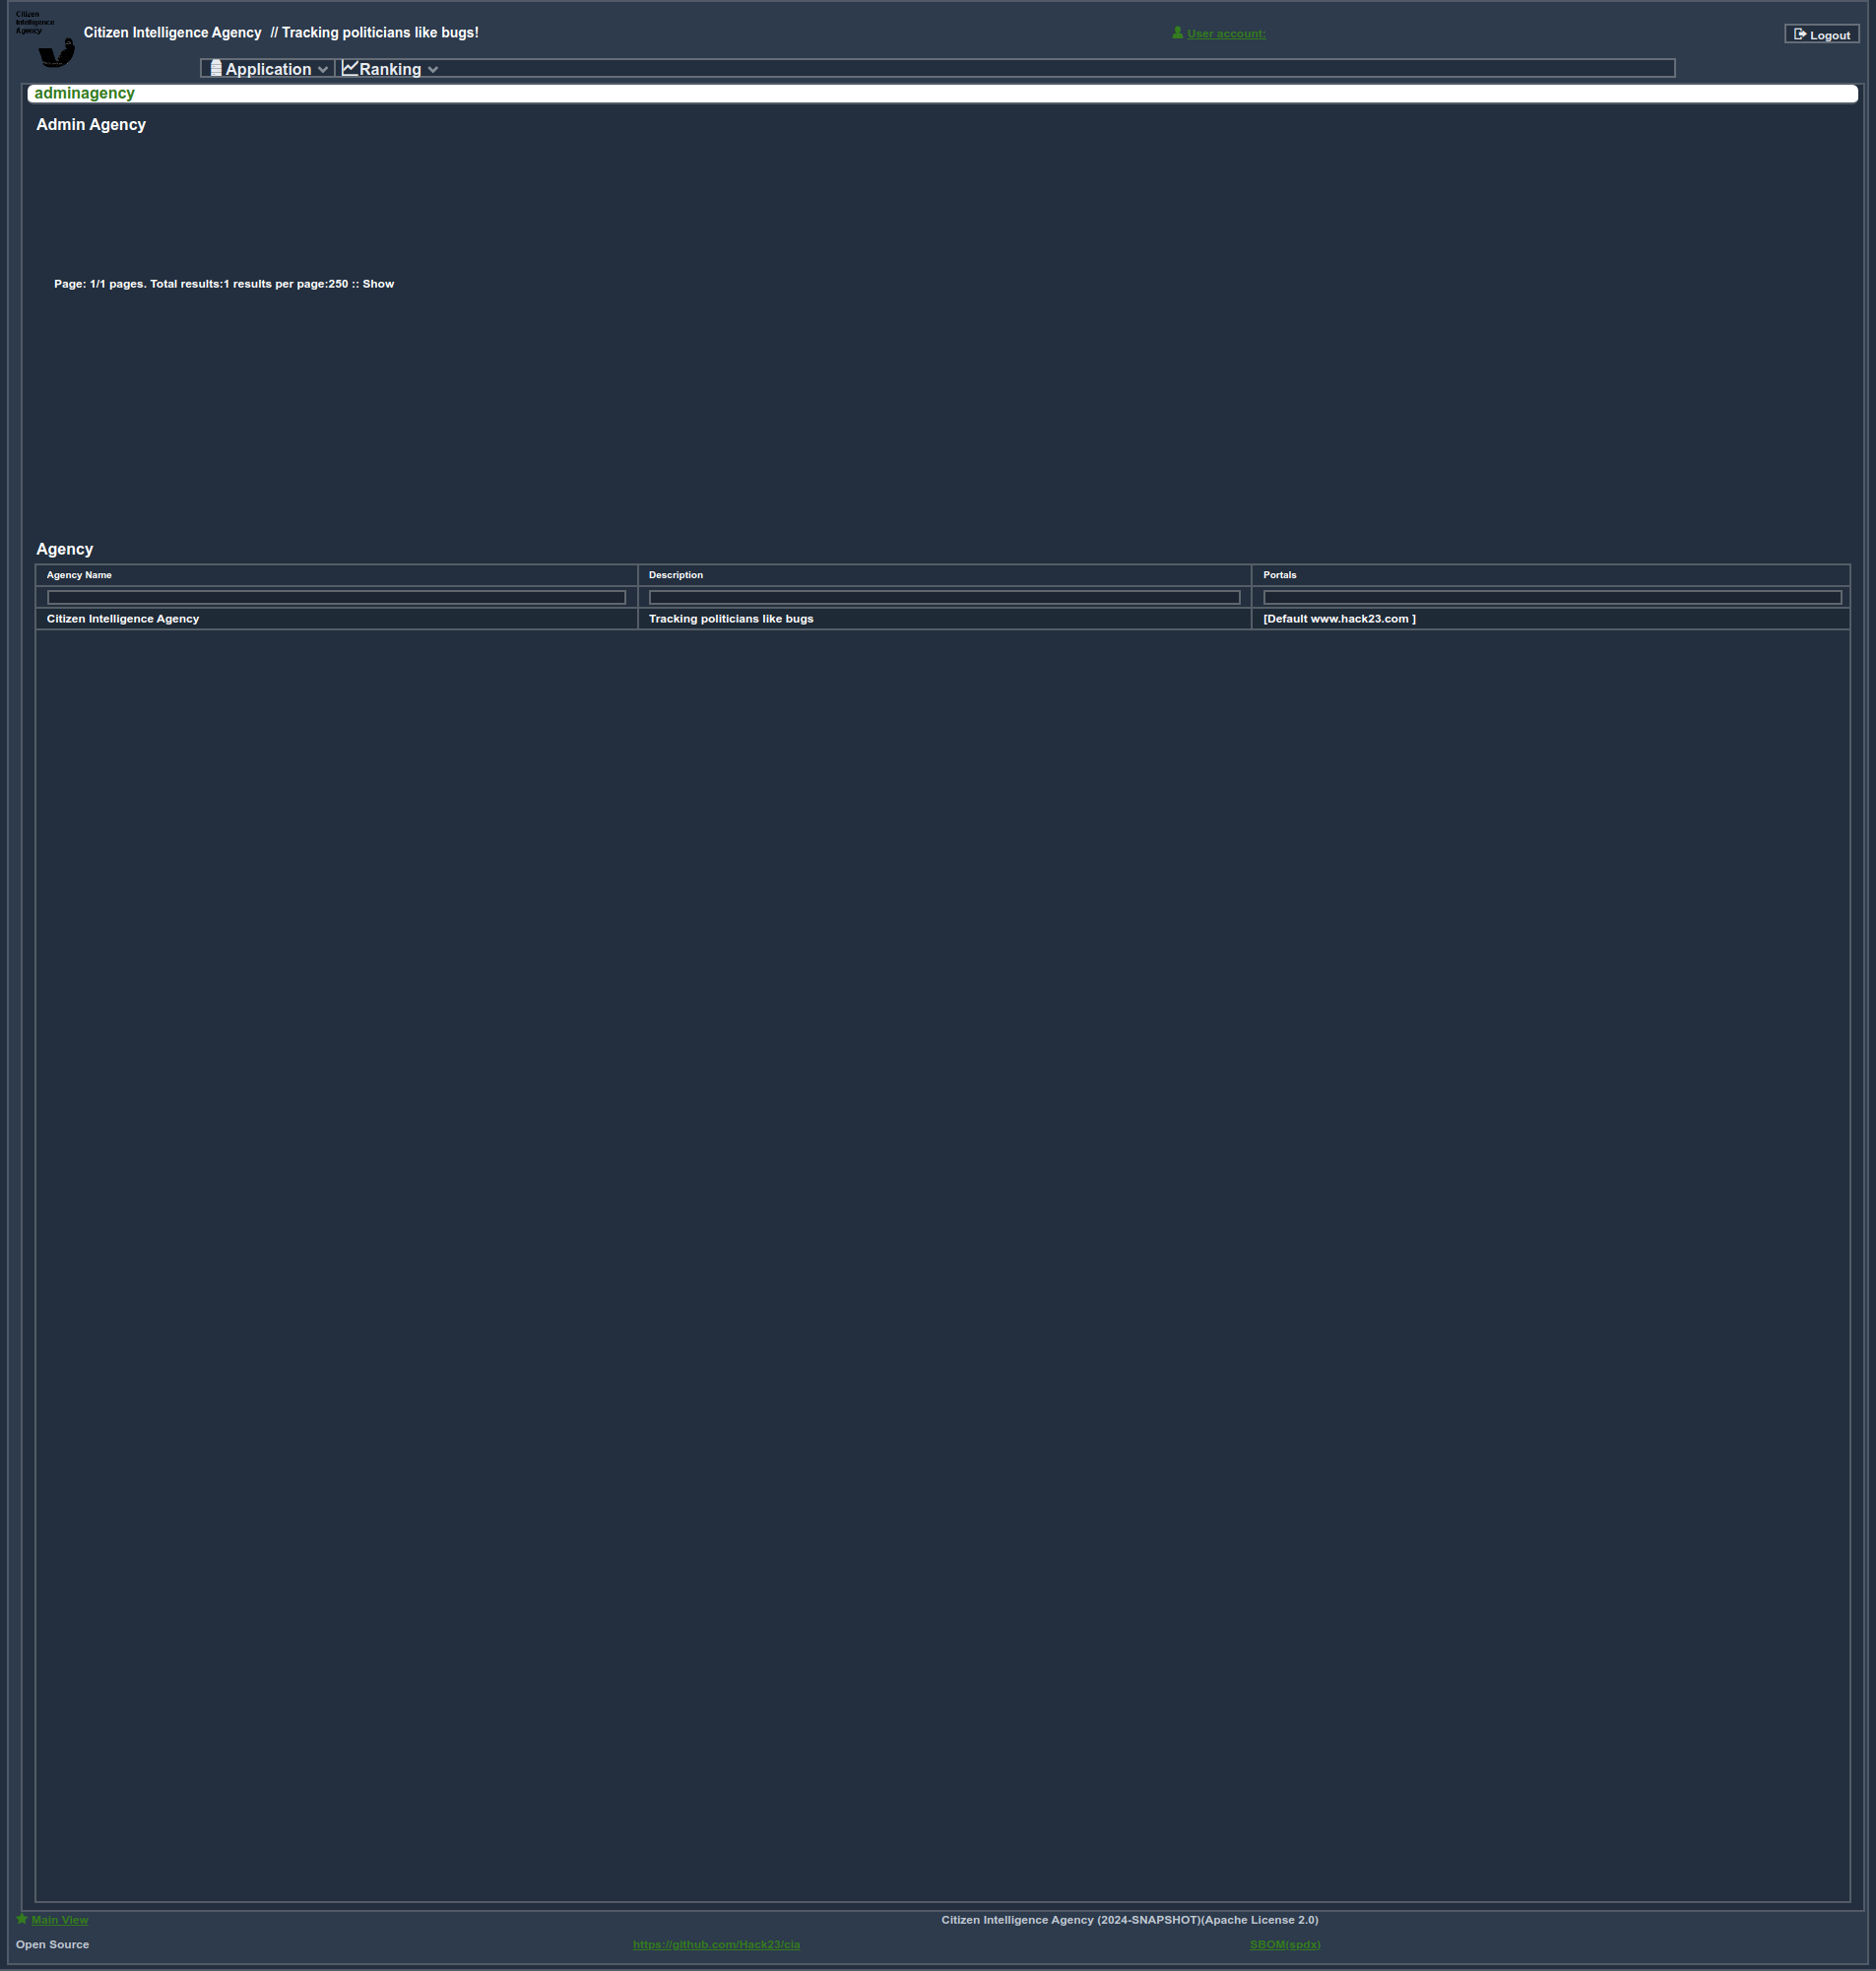 Citizen
Intelligence
Agency
Citizen Intelligence Agency // Tracking politicians like bugs!
User account:
Logout
Application
Ranking
adminagency
Admin Agency
Page: 1/1 pages. Total results:1 results per page:250 :: Show
Agency
Agency Name Description Portals
Citizen Intelligence Agency Tracking politicians like bugs [Default www.hack23.com ]
Main View Citizen Intelligence Agency (2024-SNAPSHOT)(Apache License 2.0)
Open Source https://github.com/Hack23/cia SBOM(spdx)